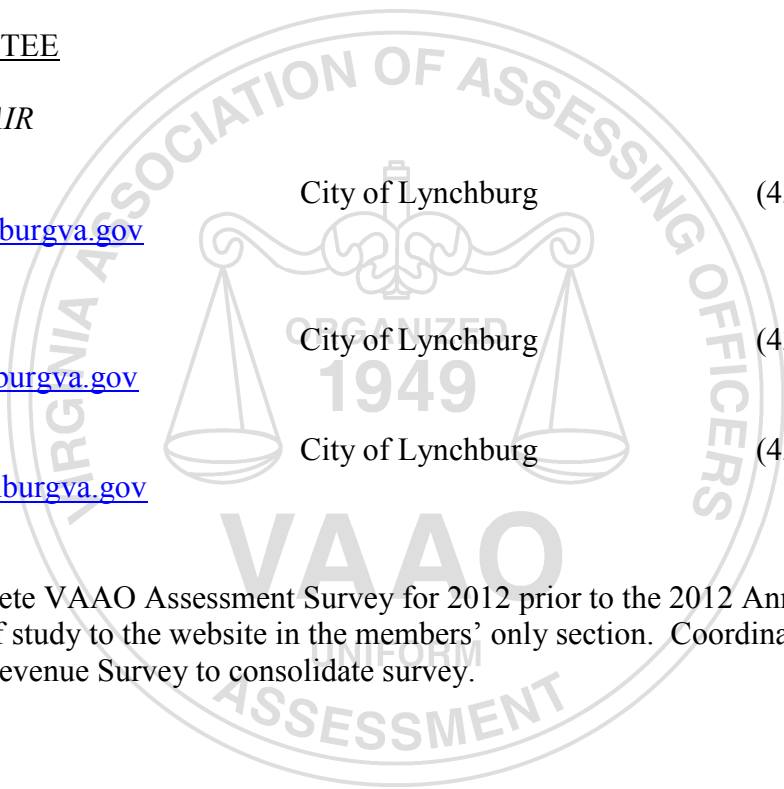 TEE
AIR
City of Lynchburg (4
burgva.gov
City of Lynchburg (4
burgva.gov
City of Lynchburg (4
burgva.gov
ete VAAO Assessment Survey for 2012 prior to the 2012 Ann
f study to the website in the members’ only section. Coordina
evenue Survey to consolidate survey.
VIRGINIA ASSOCIATION OF ASSESSING OFFICERS
ORGANIZED
1949
VAAO
UNIFORM
ASSESSMENT